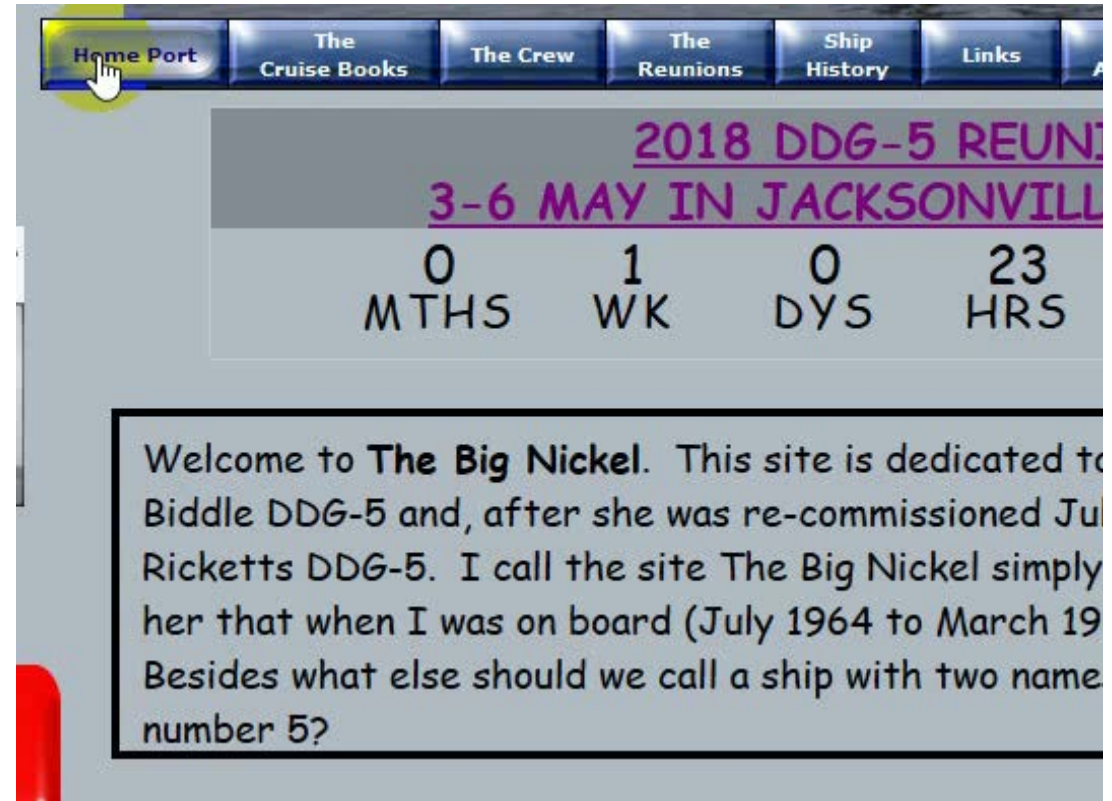 Home Port
The
Cruise Books
The Crew
The
Reunions
Ship
History
Links
A
2018 DDG-5 REUNI
3-6 MAY IN JACKSONVILL
0 1 0 23
MTHS WK DYS HRS
Welcome to The Big Nickel. This site is dedicated to
Biddle DDG-5 and, after she was re-commissioned Jul
Ricketts DDG-5. I call the site The Big Nickel simply
her that when I was on board (July 1964 to March 19
Besides what else should we call a ship with two name
number 5?